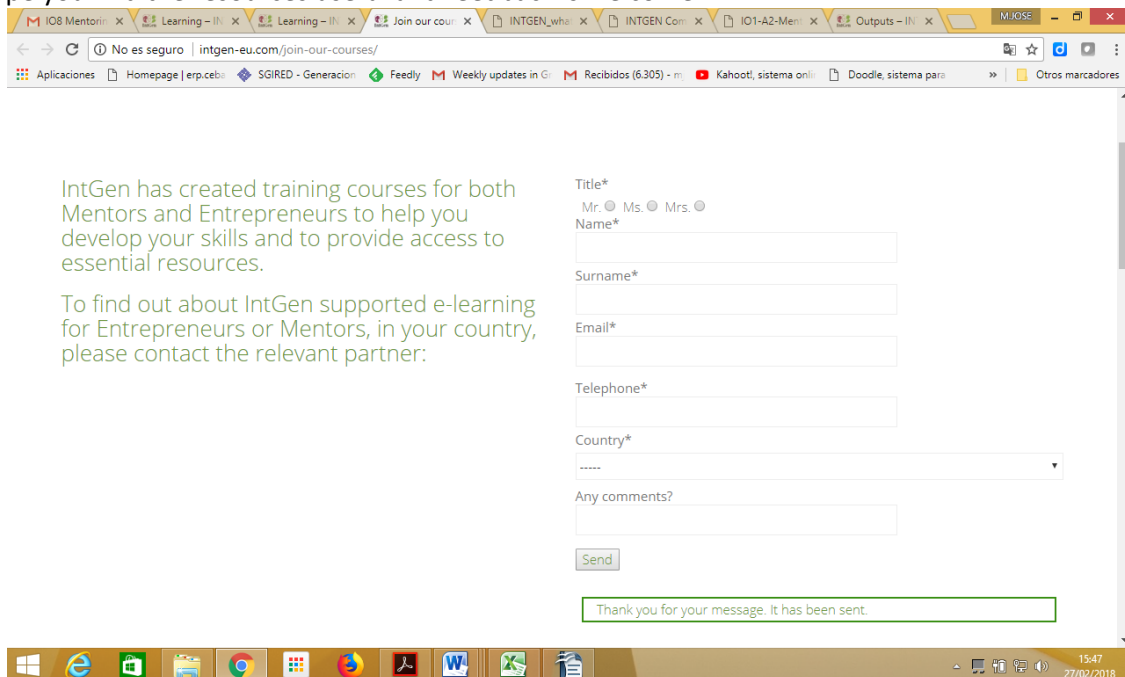 M IO8 Mentorin
Learning – IN
Learning – IN
Join our cour
INTGEN_wha
INTGEN Com
IO1-A2-Ment
Outputs – IN
MJOSE
No es seguro | intgen-eu.com/join-our-courses/
Aplicaciones
Homepage | erp.ceba
SGIRED - Generacion
Feedly
Weekly updates in Gr
Recibidos (6.305) - m
Kahoot!, sistema onli
Doodle, sistema para
»
Otros marcadores
IntGen has created training courses for both
Mentors and Entrepreneurs to help you
develop your skills and to provide access to
essential resources.
To find out about IntGen supported e-learning
for Entrepreneurs or Mentors, in your country,
please contact the relevant partner:
Title*
Mr. Ms. Mrs.
Name*
Surname*
Email*
Telephone*
Country*
-----
Any comments?
Send
Thank you for your message. It has been sent.
15:47
27/02/2018